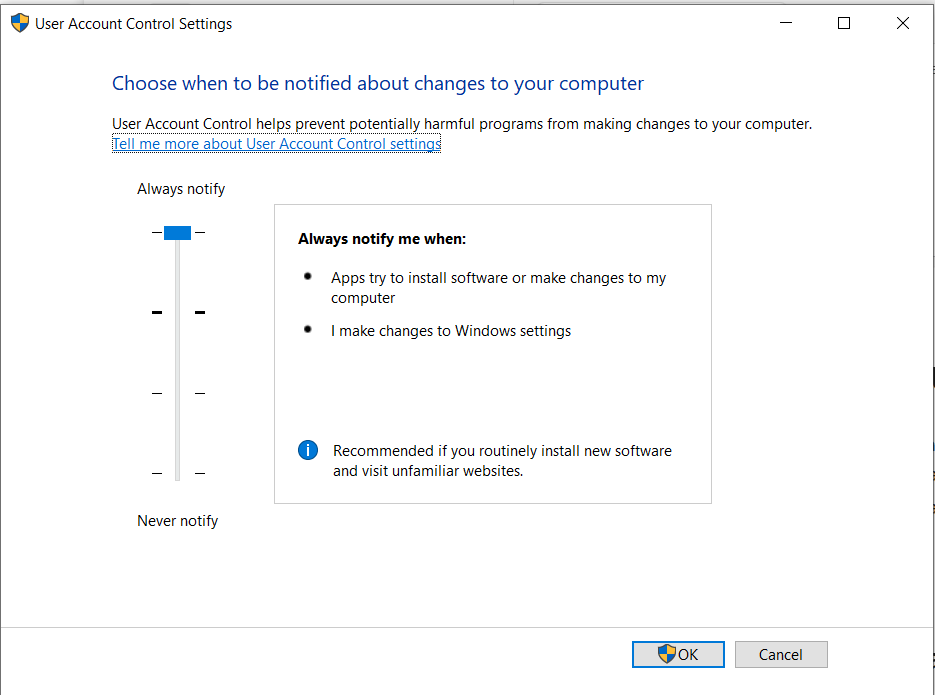 User Account Control Settings
Choose when to be notified about changes to your computer
User Account Control helps prevent potentially harmful programs from making changes to your computer.
Tell me more about User Account Control settings
Always notify
Always notify me when:
Apps try to install software or make changes to my
computer
I make changes to Windows settings
Recommended if you routinely install new software
and visit unfamiliar websites.
Never notify
OK
Cancel